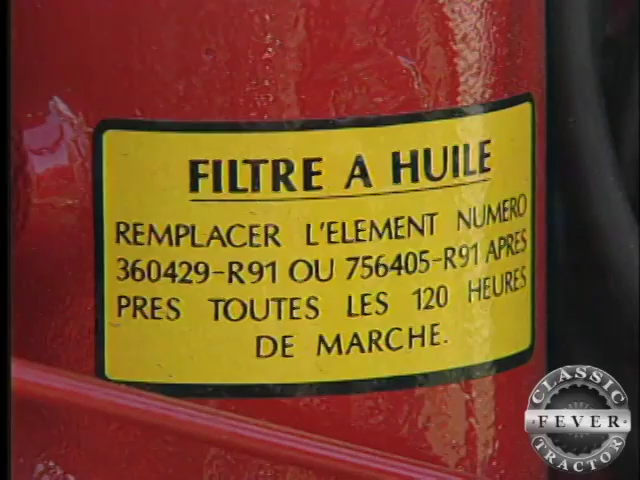 FILTRE A HUILE
REMPLACER L'ELEMENT NUMERO
360429-R91 OU 756405-R91 APRES
PRES TOUTES LES 120 HEURES
DE MARCHE.
CLASSIC
FEVER
TRACTOR